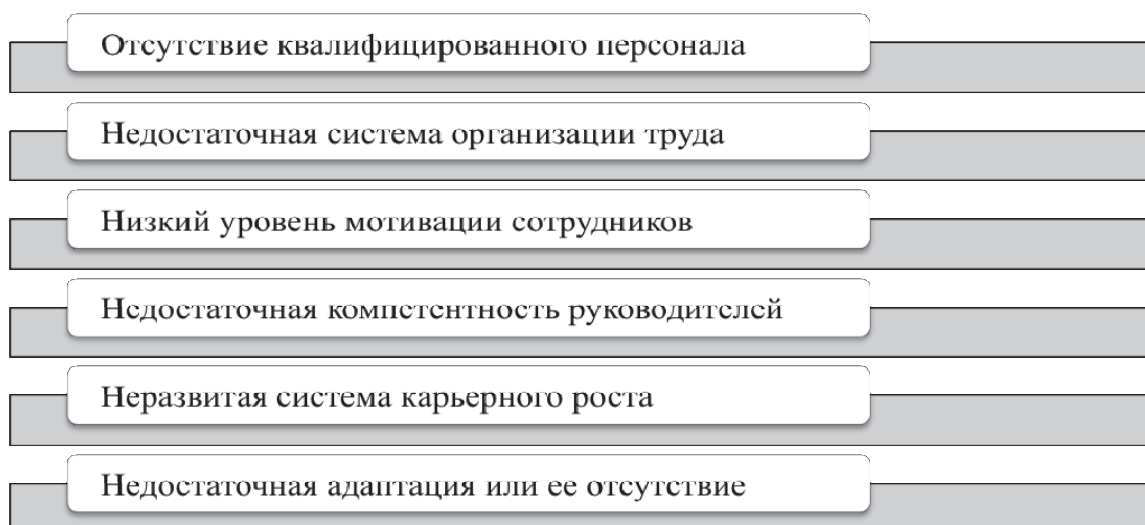 Отсутствие квалифицированного персонала
Недостаточная система организации труда
Низкий уровень мотивации сотрудников
Недостаточная компетентность руководителей
Неразвитая система карьерного роста
Недостаточная адаптация или ее отсутствие